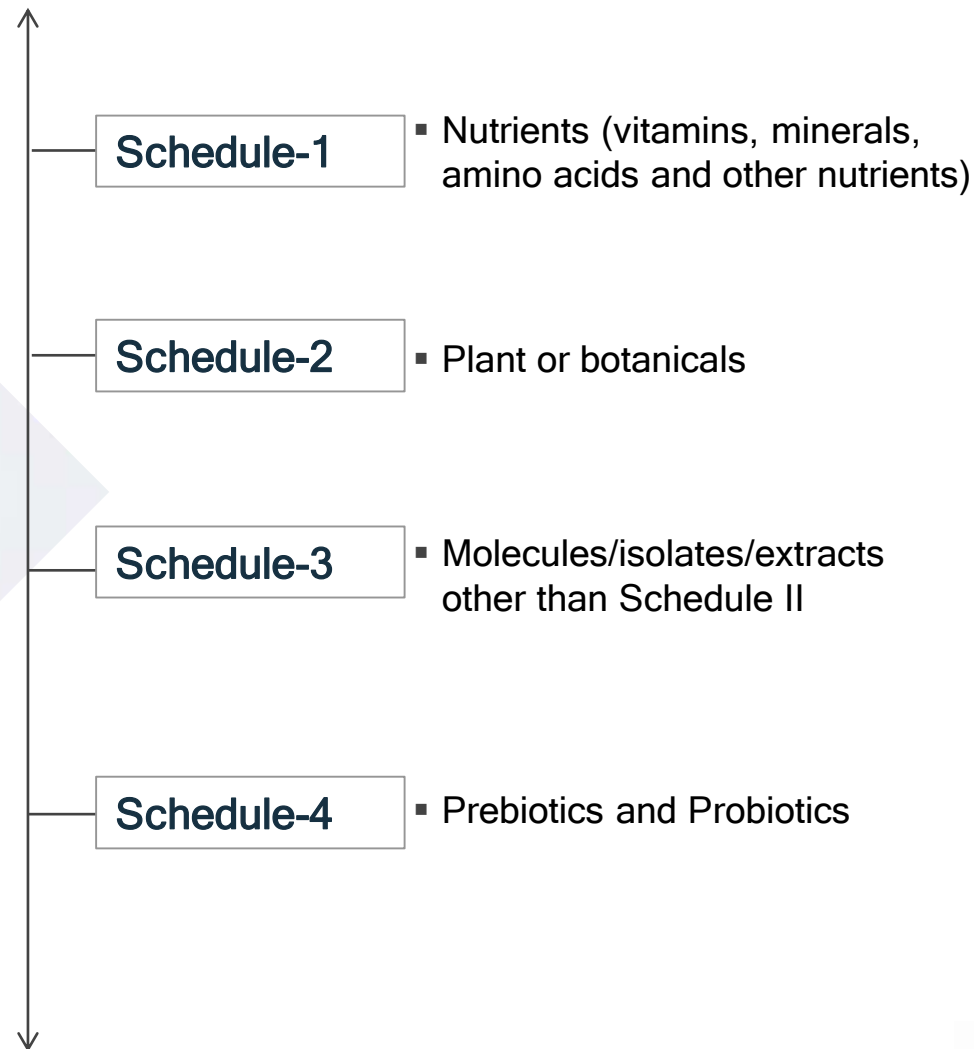 Schedule-1
▪ Nutrients (vitamins, minerals,
amino acids and other nutrients)
Schedule-2
▪ Plant or botanicals
Schedule-3
▪ Molecules/isolates/extracts
other than Schedule II
Schedule-4
▪ Prebiotics and Probiotics